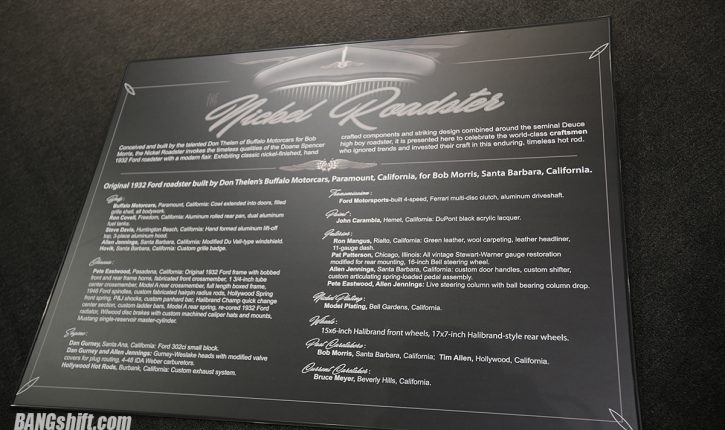 THE
Nickel Roadster
Conceived and built by the talented Don Thelen of Buffalo Motorcars for Bob
Morris, the Nickel Roadster invokes the timeless qualities of the Doane Spencer
1932 Ford roadster with a modern flair. Exhibiting classic nickel-finished, hand
crafted components and striking design combined around the seminal Deuce
high boy roadster, it is presented here to celebrate the world-class craftsmen
who ignored trends and invested their craft in this enduring, timeless hot rod.
Original 1932 Ford roadster built by Don Thelen's Buffalo Motorcars, Paramount, California, for Bob Morris, Santa Barbara, California.
Body:
Buffalo Motorcars, Paramount, California: Cowl extended into doors, filled
grille shell, all bodywork.
Ron Covell, Freedom, California: Aluminum rolled rear pan, dual aluminum
fuel tanks.
Steve Davis, Huntington Beach, California: Hand formed aluminum lift-off
top, 3-piece aluminum hood.
Allen Jennings, Santa Barbara, California: Modified Du Vall-type windshield.
Hovik, Santa Barbara, California: Custom grille badge.
Chassis:
Pete Eastwood, Pasadena, California: Original 1932 Ford frame with bobbed
front and rear frame horns, fabricated front crossmember, 1 3/4-inch tube
center crossmember, Model A rear crossmember, full length boxed frame,
1946 Ford spindles, custom fabricated hairpin radius rods, Hollywood Spring
front spring, P&J shocks, custom panhard bar, Halibrand Champ quick change
center section, custom ladder bars, Model A rear spring, re-cored 1932 Ford
radiator, Wilwood disc brakes with custom machined caliper hats and mounts,
Mustang single-reservoir master-cylinder.
Engine:
Dan Gurney, Santa Ana, California: Ford 302ci small block.
Dan Gurney and Allen Jennings: Gurney-Weslake heads with modified valve
covers for plug routing, 4-48 IDA Weber carburetors.
Hollywood Hot Rods, Burbank, California: Custom exhaust system.
Transmission:
Ford Motorsports-built 4-speed, Ferrari multi-disc clutch, aluminum driveshaft.
Paint:
John Carambia, Hemet, California: DuPont black acrylic lacquer.
Interior:
Ron Mangus, Rialto, California: Green leather, wool carpeting, leather headliner,
11-gauge dash.
Pat Patterson, Chicago, Illinois: All vintage Stewart-Warner gauge restoration
modified for rear mounting, 16-inch Bell steering wheel.
Allen Jennings, Santa Barbara, California: custom door handles, custom shifter,
custom articulating spring-loaded pedal assembly.
Pete Eastwood, Allen Jennings: Live steering column with ball bearing column drop.
Nickel Plating:
Model Plating, Bell Gardens, California.
Wheels:
15x6-inch Halibrand front wheels, 17x7-inch Halibrand-style rear wheels.
Past Caretakers:
Bob Morris, Santa Barbara, California; Tim Allen, Hollywood, California.
Current Caretaker:
Bruce Meyer, Beverly Hills, California.
BANGshift.com